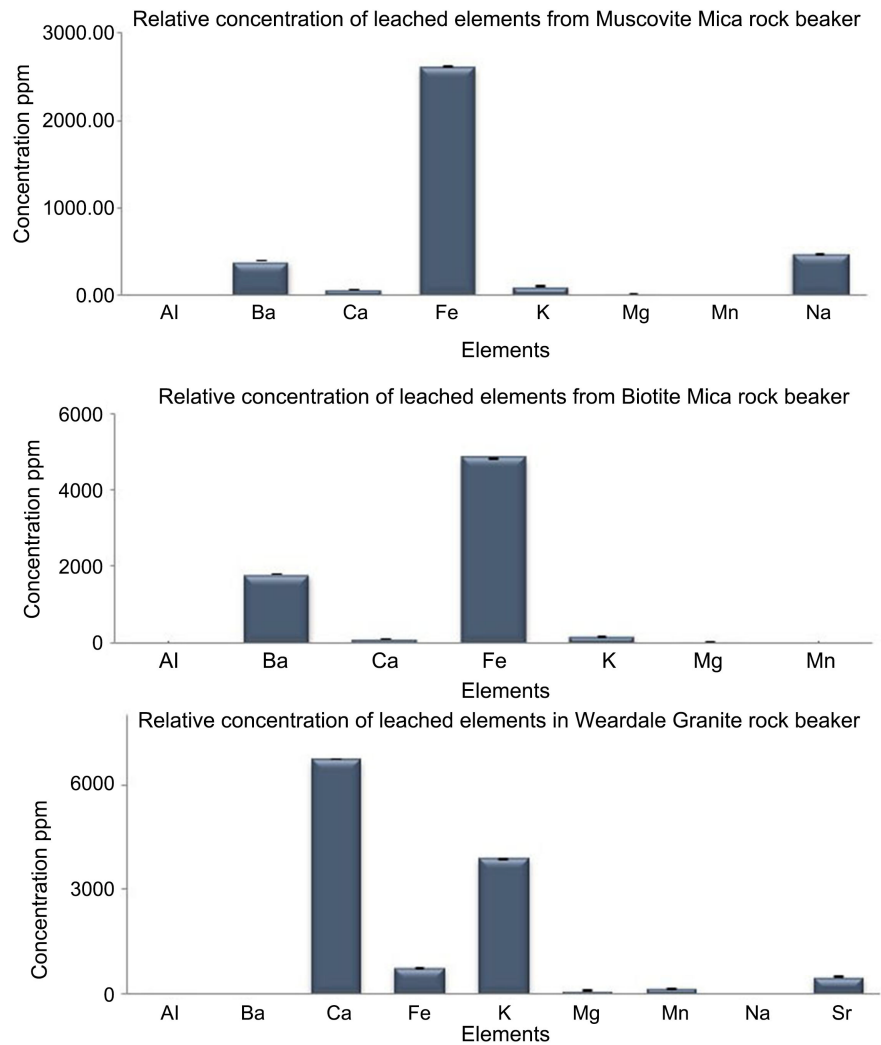 Relative concentration of leached elements from Muscovite Mica rock beaker
Concentration ppm
3000.00
2000.00
1000.00
0.00
Al Ba Ca Fe K Mg Mn Na
Elements
Relative concentration of leached elements from Biotite Mica rock beaker
Concentration ppm
6000
4000
2000
0
Al Ba Ca Fe K Mg Mn
Elements
Relative concentration of leached elements in Weardale Granite rock beaker
Concentration ppm
6000
3000
0
Al Ba Ca Fe K Mg Mn Na Sr
Elements